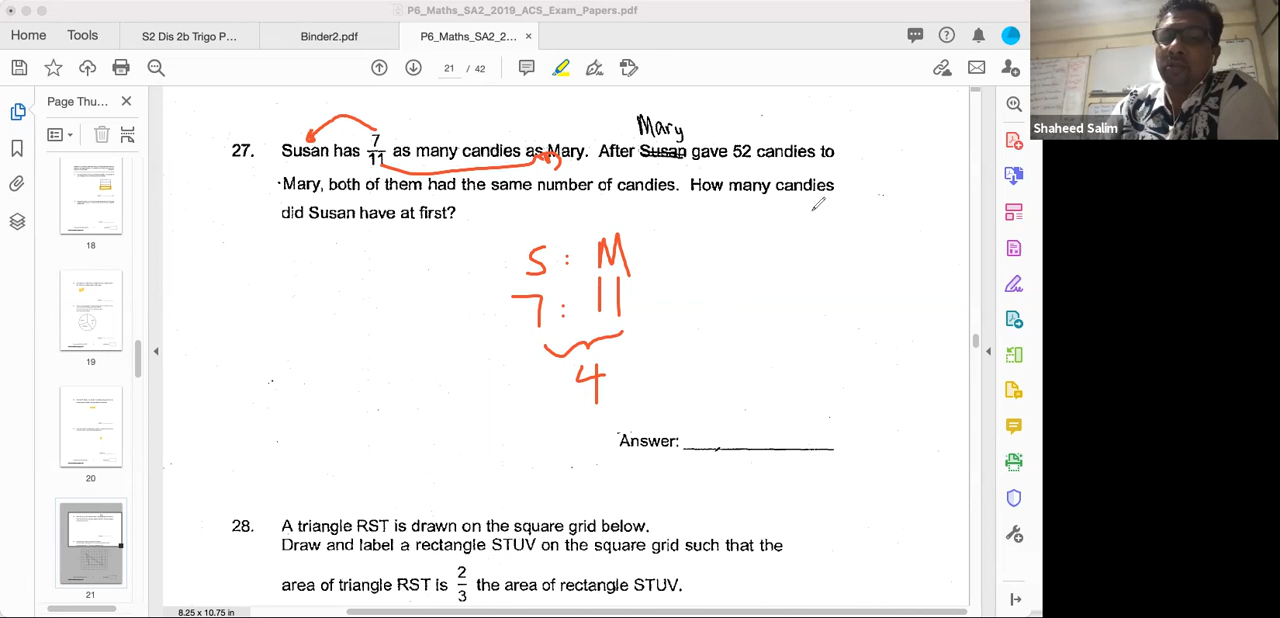 P6_Maths_SA2_2019_ACS_Exam_Papers.pdf
Home Tools S2 Dis 2b Trigo P... Binder2.pdf P6_Maths_SA2_2... ×
21 / 42
Page Thu... ×
18
19
20
21
Mary
27. Susan has 7/11 as many candies as Mary. After Susan gave 52 candies to
Mary, both of them had the same number of candies. How many candies
did Susan have at first?
S : M
7 : 11
4
Answer:
28. A triangle RST is drawn on the square grid below.
Draw and label a rectangle STUV on the square grid such that the
area of triangle RST is 2/3 the area of rectangle STUV.
8.25 x 10.75 in
Shaheed Salim